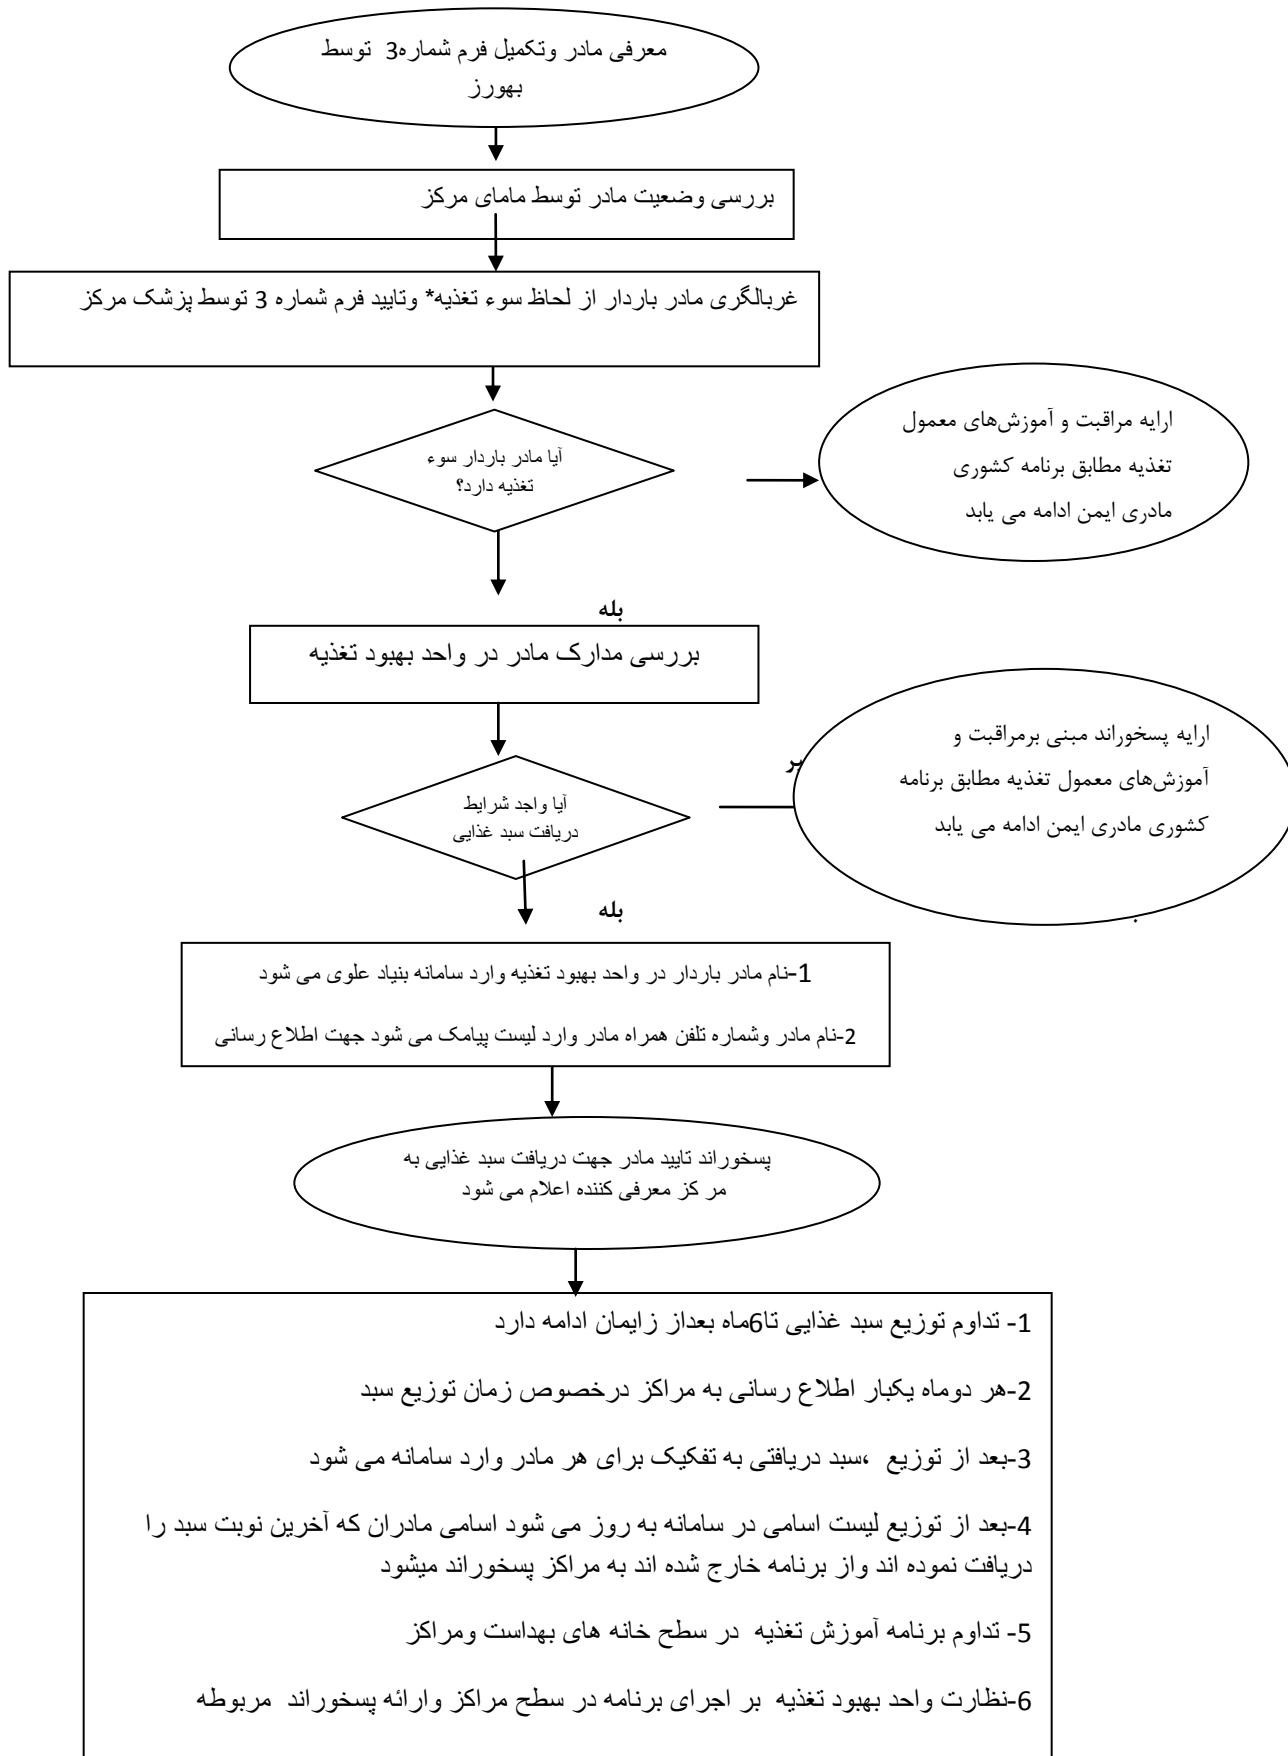 معرفی مادر وتکمیل فرم شماره3 توسط
بهورز
بررسی وضعیت مادر توسط مامای مرکز
غربالگری مادر باردار از لحاظ سوء تغذیه* وتایید فرم شماره 3 توسط پزشک مرکز
آیا مادر باردار سوء
تغذیه دارد؟
ارایه مراقبت و آموزش‌های معمول
تغذیه مطابق برنامه کشوری
مادری ایمن ادامه می یابد
بله
بررسی مدارک مادر در واحد بهبود تغذیه
آیا واجد شرایط
دریافت سبد غذایی
ارایه پسخوراند مبنی برمراقبت و
آموزش‌های معمول تغذیه مطابق برنامه
کشوری مادری ایمن ادامه می یابد
بله
1-نام مادر باردار در واحد بهبود تغذیه وارد سامانه بنیاد علوی می شود
2-نام مادر وشماره تلفن همراه مادر وارد لیست پیامک می شود جهت اطلاع رسانی
پسخوراند تایید مادر جهت دریافت سبد غذایی به
مر کز معرفی کننده اعلام می شود
1- تداوم توزیع سبد غذایی تا6ماه بعداز زایمان ادامه دارد
2-هر دوماه یکبار اطلاع رسانی به مراکز درخصوص زمان توزیع سبد
3-بعد از توزیع ،سبد دریافتی به تفکیک برای هر مادر وارد سامانه می شود
4-بعد از توزیع لیست اسامی در سامانه به روز می شود اسامی مادران که آخرین نوبت سبد را
دریافت نموده اند واز برنامه خارج شده اند به مراکز پسخوراند میشود
5- تداوم برنامه آموزش تغذیه در سطح خانه های بهداست ومراکز
6-نظارت واحد بهبود تغذیه بر اجرای برنامه در سطح مراکز وارائه پسخوراند مربوطه